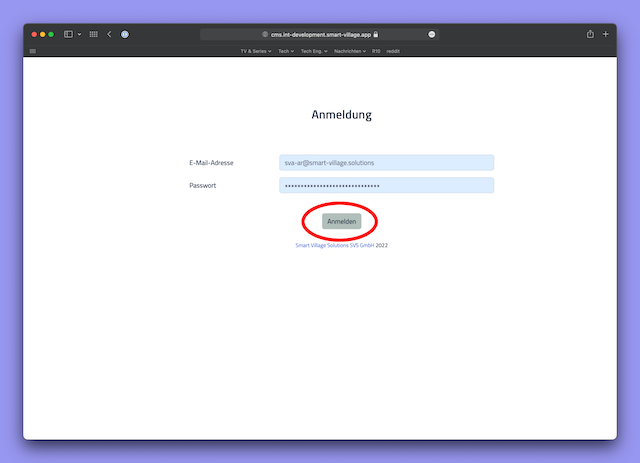 cms.int-development.smart-village.app
TV & Series Tech Tech Eng. Nachrichten R10 reddit
Anmeldung
E-Mail-Adresse sva-ar@smart-village.solutions
Passwort ******************************
Anmelden
Smart Village Solutions SVS GmbH 2022